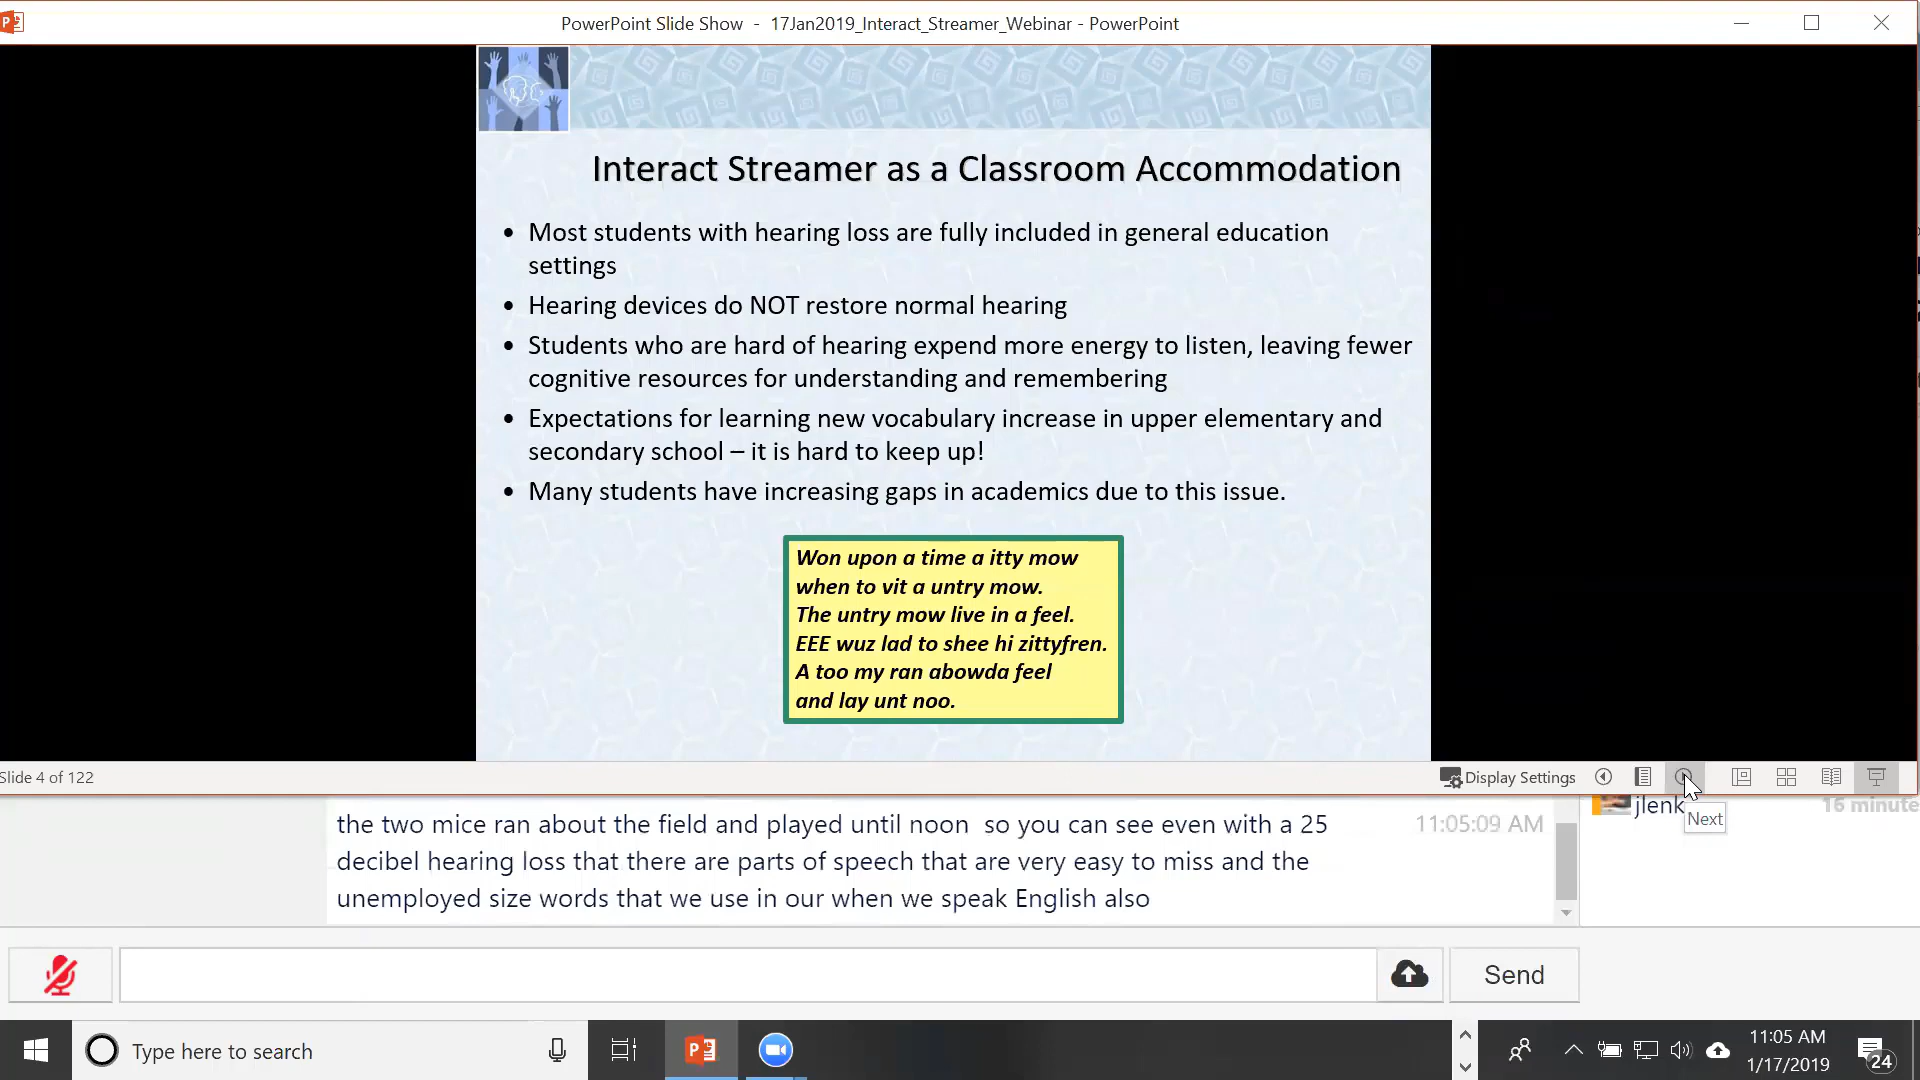 PowerPoint Slide Show - 17Jan2019_Interact_Streamer_Webinar - PowerPoint
Interact Streamer as a Classroom Accommodation
• Most students with hearing loss are fully included in general education
settings
• Hearing devices do NOT restore normal hearing
• Students who are hard of hearing expend more energy to listen, leaving fewer
cognitive resources for understanding and remembering
• Expectations for learning new vocabulary increase in upper elementary and
secondary school – it is hard to keep up!
• Many students have increasing gaps in academics due to this issue.
Won upon a time a itty mow
when to vit a untry mow.
The untry mow live in a feel.
EEE wuz lad to shee hi zittyfren.
A too my ran abowda feel
and lay unt noo.
Slide 4 of 122
Display Settings
jlenk
16 minute
Next
the two mice ran about the field and played until noon so you can see even with a 25
11:05:09 AM
decibel hearing loss that there are parts of speech that are very easy to miss and the
unemployed size words that we use in our when we speak English also
Send
Type here to search
11:05 AM
1/17/2019
24